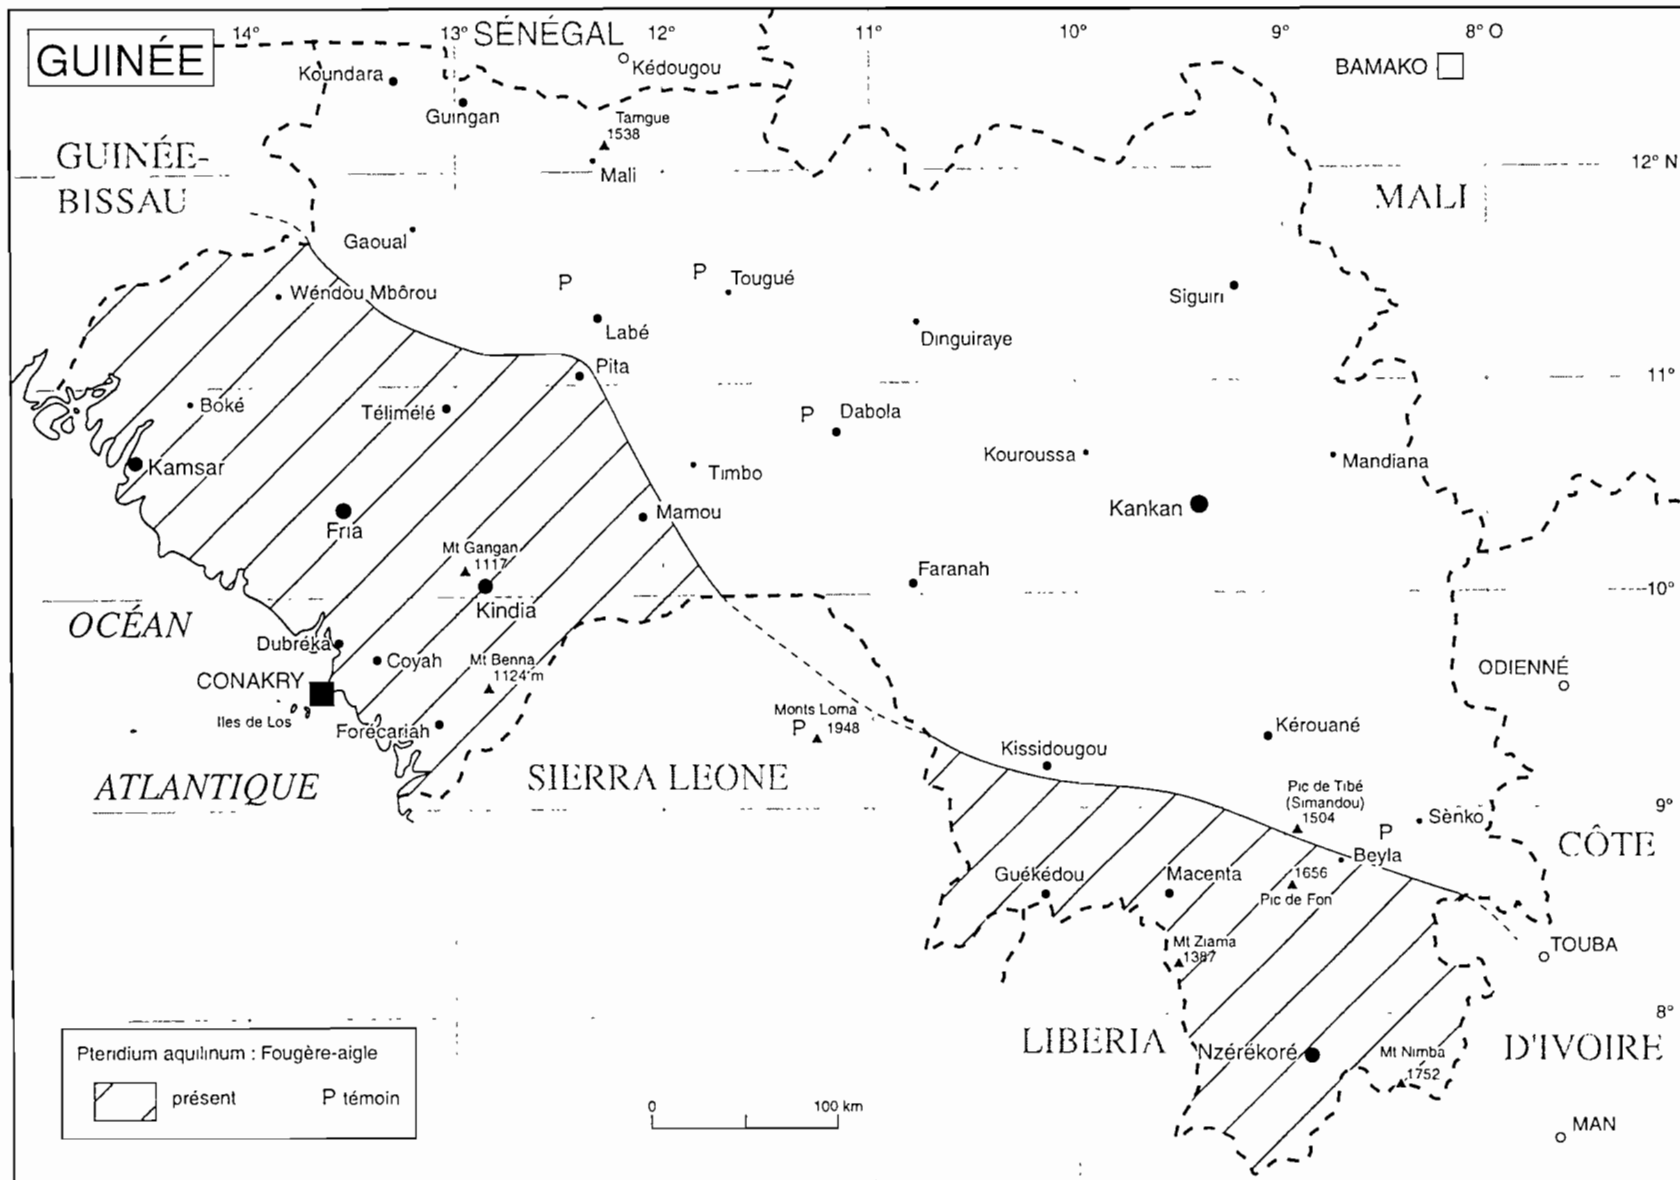 GUINÉE
14°
13°
SÉNÉGAL
12°
11°
10°
9°
8° O
Koundara
Kédougou
BAMAKO
Guingan
Tamgue
1538
GUINÉE-
BISSAU
Mali
12° N
MALI
Gaoual
P
P
Tougué
Wéndou Mbôrou
Siguiri
Labé
Dinguiraye
Pita
11°
Boké
Télimélé
P
Dabola
Kamsar
Timbo
Kouroussa
Mandiana
Fria
Mamou
Kankan
Mt Gangan
1117
Faranah
Kindia
10°
OCÉAN
Dubréka
Coyah
Mt Benna
1124 m
CONAKRY
ODIENNÉ
Iles de Los
Forécariah
Monts Loma
P
1948
Kérouané
Kissidougou
ATLANTIQUE
SIERRA LEONE
Pic de Tibé
(Simandou)
1504
P
Sènko
9°
CÔTE
Beyla
Guékédou
Macenta
1656
Pic de Fon
Mt Ziama
1387
TOUBA
8°
LIBERIA
Nzérékoré
Mt Nimba
1752
D'IVOIRE
Pteridium aquilinum : Fougère-aigle
présent
P témoin
0
100 km
MAN